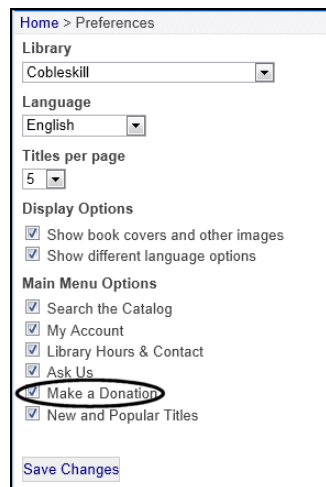 Home > Preferences
Library
Cobleskill
Language
English
Titles per page
5
Display Options
Show book covers and other images
Show different language options
Main Menu Options
Search the Catalog
My Account
Library Hours & Contact
Ask Us
Make a Donation
New and Popular Titles
Save Changes